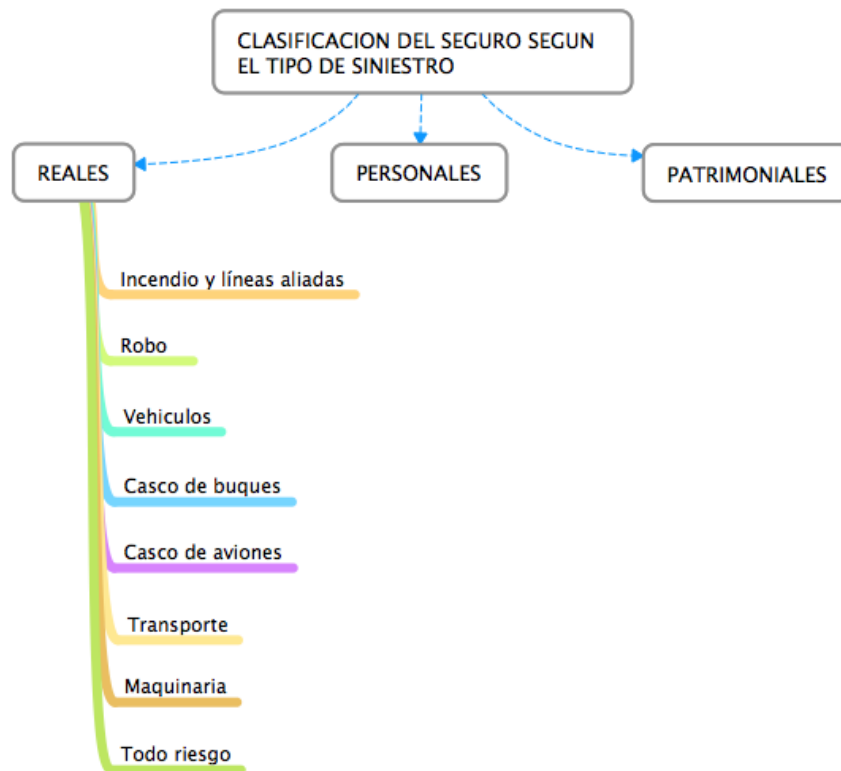 CLASIFICACION DEL SEGURO SEGUN
EL TIPO DE SINIESTRO
REALES
PERSONALES
PATRIMONIALES
Incendio y líneas aliadas
Robo
Vehiculos
Casco de buques
Casco de aviones
Transporte
Maquinaria
Todo riesgo